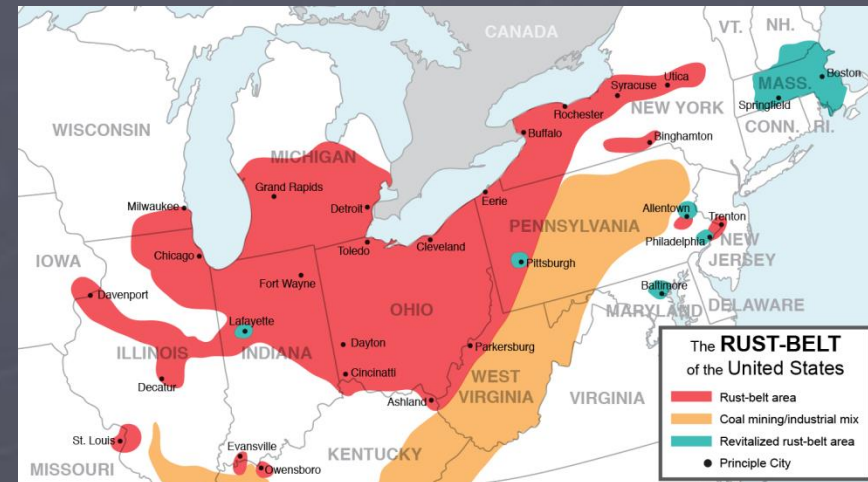 CANADA
VT.
NH.
MASS.
Boston
Springfield
CONN.
RI.
Utica
Syracuse
Rochester
NEW YORK
Buffalo
Binghamton
WISCONSIN
MICHIGAN
Grand Rapids
Milwaukee
Detroit
Eerie
PENNSYLVANIA
Allentown
Trenton
Philadelphia
NEW
JERSEY
Toledo
Cleveland
Chicago
IOWA
Fort Wayne
Pittsburgh
Davenport
OHIO
Baltimore
MARYLAND
DELAWARE
Lafayette
ILLINOIS
INDIANA
Dayton
Parkersburg
Decatur
Cincinatti
WEST
VIRGINIA
VIRGINIA
Ashland
St. Louis
Evansville
Owensboro
KENTUCKY
MISSOURI
The RUST-BELT
of the United States
Rust-belt area
Coal mining/industrial mix
Revitalized rust-belt area
Principle City